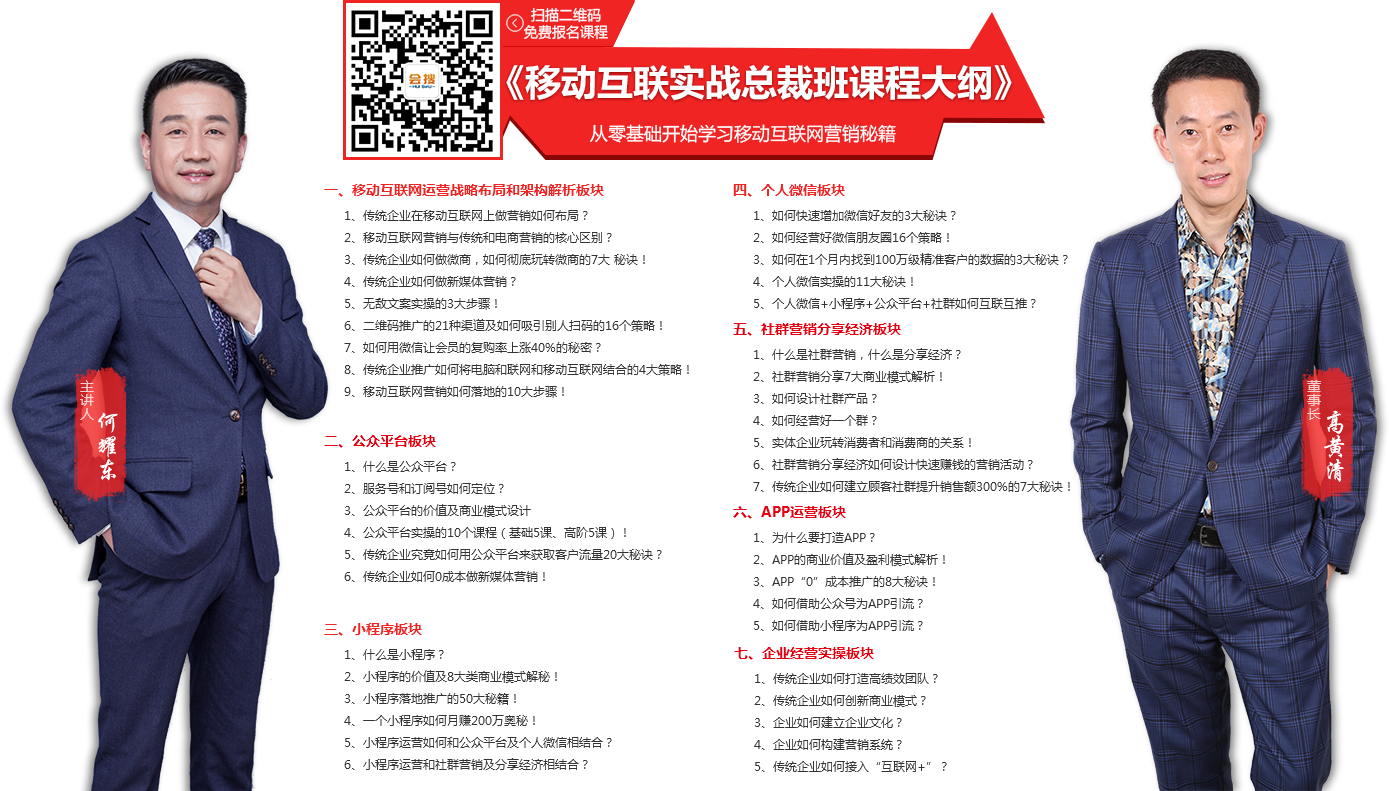 扫描二维码
免费报名课程
会搜
HUI SOU
《移动互联实战总裁班课程大纲》
从零基础开始学习移动互联网营销秘籍
一、移动互联网运营战略布局和架构解析板块
1、传统企业在移动互联网上做营销如何布局？
2、移动互联网营销与传统和电商营销的核心区别？
3、传统企业如何做微商，如何彻底玩转微商的7大 秘诀！
4、传统企业如何做新媒体营销？
5、无敌文案实操的3大步骤！
6、二维码推广的21种渠道及如何吸引别人扫码的16个策略！
7、如何用微信让会员的复购率上涨40%的秘密？
8、传统企业推广如何将电脑和联网和移动互联网结合的4大策略！
9、移动互联网营销如何落地的10大步骤！
二、公众平台板块
1、什么是公众平台？
2、服务号和订阅号如何定位？
3、公众平台的价值及商业模式设计
4、公众平台实操的10个课程（基础5课、高阶5课）！
5、传统企业究竟如何用公众平台来获取客户流量20大秘诀？
6、传统企业如何0成本做新媒体营销！
三、小程序板块
1、什么是小程序？
2、小程序的价值及8大类商业模式解秘！
3、小程序落地推广的50大秘籍！
4、一个小程序如何月赚200万奥秘！
5、小程序运营如何和公众平台及个人微信相结合？
6、小程序运营和社群营销及分享经济相结合？
四、个人微信板块
1、如何快速增加微信好友的3大秘诀？
2、如何经营好微信朋友圈16个策略！
3、如何在1个月内找到100万级精准客户的数据的3大秘诀？
4、个人微信实操的11大秘诀！
5、个人微信+小程序+公众平台+社群如何互联互推？
五、社群营销分享经济板块
1、什么是社群营销，什么是分享经济？
2、社群营销分享7大商业模式解析！
3、如何设计社群产品？
4、如何经营好一个群？
5、实体企业玩转消费者和消费商的关系！
6、社群营销分享经济如何设计快速赚钱的营销活动？
7、传统企业如何建立顾客社群提升销售额300%的7大秘诀！
六、APP运营板块
1、为什么要打造APP？
2、APP的商业价值及盈利模式解析！
3、APP“0”成本推广的8大秘诀！
4、如何借助公众号为APP引流？
5、如何借助小程序为APP引流？
七、企业经营实操板块
1、传统企业如何打造高绩效团队？
2、传统企业如何创新商业模式？
3、企业如何建立企业文化？
4、企业如何构建营销系统？
5、传统企业如何接入“互联网+”？
主讲人
何耀东
董事长
高黄清